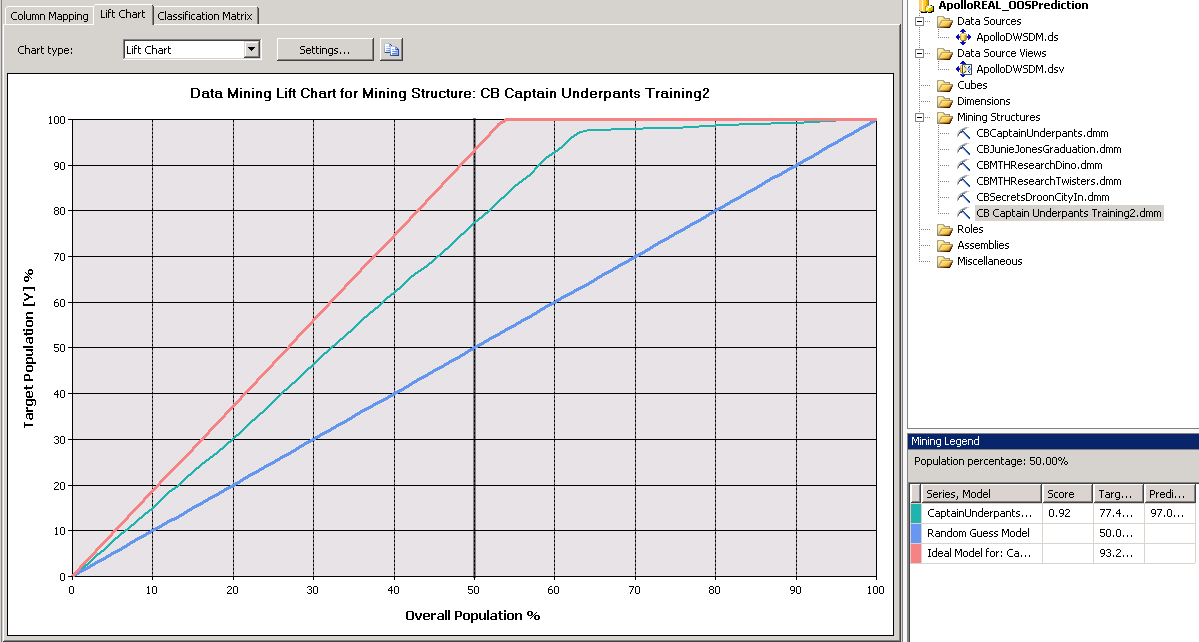 Column Mapping Lift Chart Classification Matrix
Chart type: Lift Chart Settings...
Data Mining Lift Chart for Mining Structure: CB Captain Underpants Training2
Target Population [Y] %
100
90
80
70
60
50
40
30
20
10
0
0 10 20 30 40 50 60 70 80 90 100
Overall Population %
ApolloREAL_OOSPrediction
Data Sources
ApolloDWSDM.ds
Data Source Views
ApolloDWSDM.dsv
Cubes
Dimensions
Mining Structures
CBCaptainUnderpants.dmm
CBJunieJonesGraduation.dmm
CBMTHResearchDino.dmm
CBMTHResearchTwisters.dmm
CBSecretsDroonCityIn.dmm
CB Captain Underpants Training2.dmm
Roles
Assemblies
Miscellaneous
Mining Legend
Population percentage: 50.00%
Series, Model Score Targ... Predi...
CaptainUnderpants... 0.92 77.4... 97.0...
Random Guess Model 50.0...
Ideal Model for: Ca... 93.2...